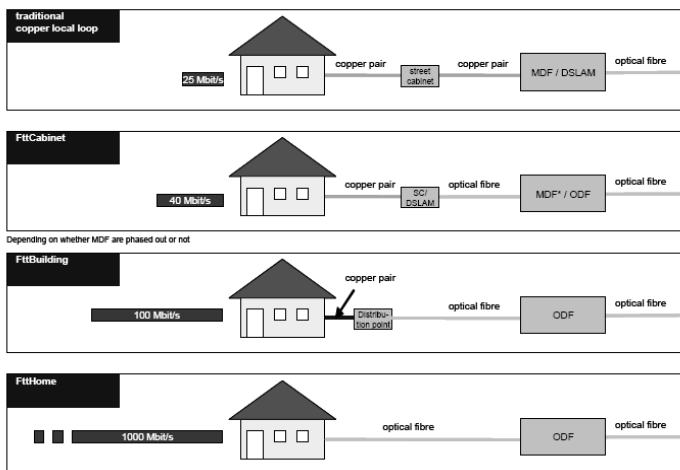 traditional
copper local loop
25 Mbit/s
copper pair
street
cabinet
copper pair
MDF / DSLAM
optical fibre
FttCabinet
40 Mbit/s
copper pair
SC/
DSLAM
optical fibre
MDF* / ODF
optical fibre
Depending on whether MDF are phased out or not
FttBuilding
100 Mbit/s
copper pair
Distribu-
tion point
optical fibre
ODF
optical fibre
FttHome
1000 Mbit/s
optical fibre
ODF
optical fibre